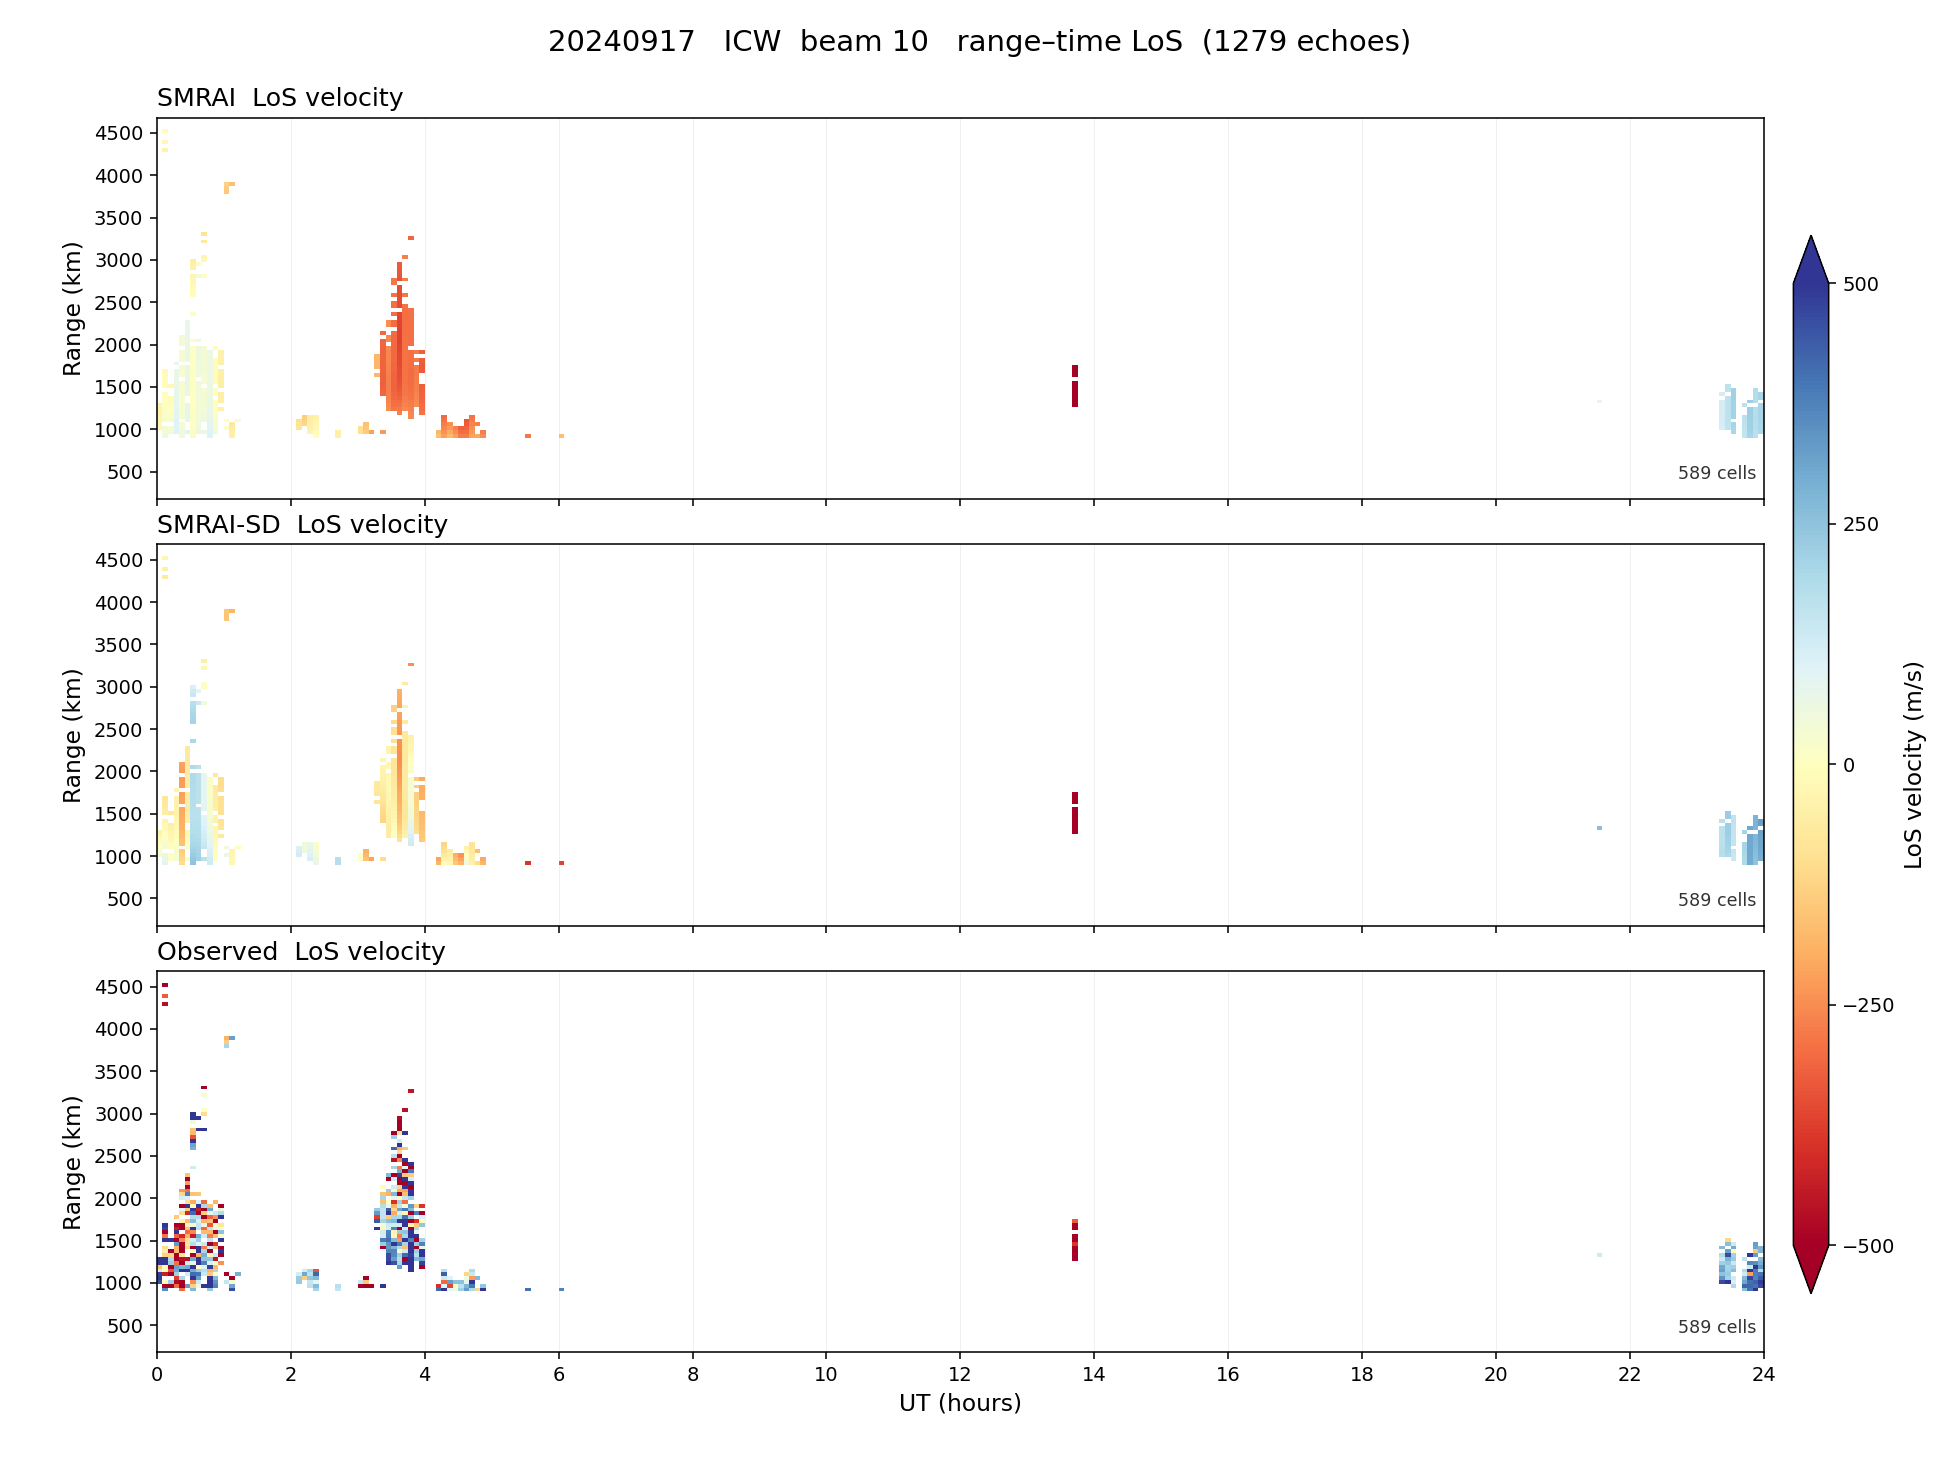 20240917 ICW beam 10 range–time LoS (1279 echoes)
SMRAI LoS velocity
4500
4000
3500
3000
2500
2000
1500
1000
500
Range (km)
589 cells
SMRAI-SD LoS velocity
4500
4000
3500
3000
2500
2000
1500
1000
500
Range (km)
589 cells
Observed LoS velocity
4500
4000
3500
3000
2500
2000
1500
1000
500
Range (km)
589 cells
0 2 4 6 8 10 12 14 16 18 20 22 24
UT (hours)
500
250
0
−250
−500
LoS velocity (m/s)